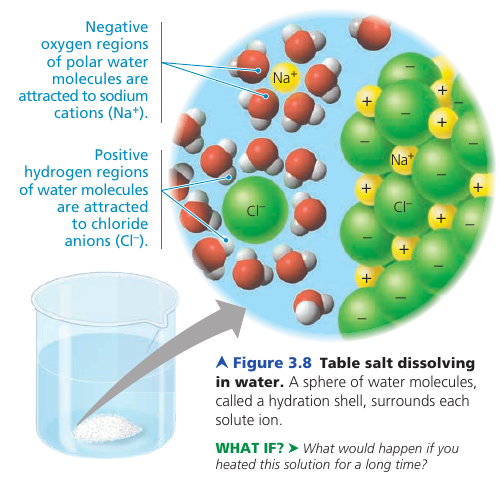 Negative
oxygen regions
of polar water
molecules are
attracted to sodium
cations (Na⁺).
Positive
hydrogen regions
of water molecules
are attracted
to chloride
anions (Cl⁻).
Na⁺
Cl⁻
−
+
−
+
+
−
−
Na⁺
−
+
+
Cl⁻
+
−
+
−
+
−
−
−
Figure 3.8 Table salt dissolving
in water. A sphere of water molecules,
called a hydration shell, surrounds each
solute ion.
WHAT IF? ➤ What would happen if you
heated this solution for a long time?